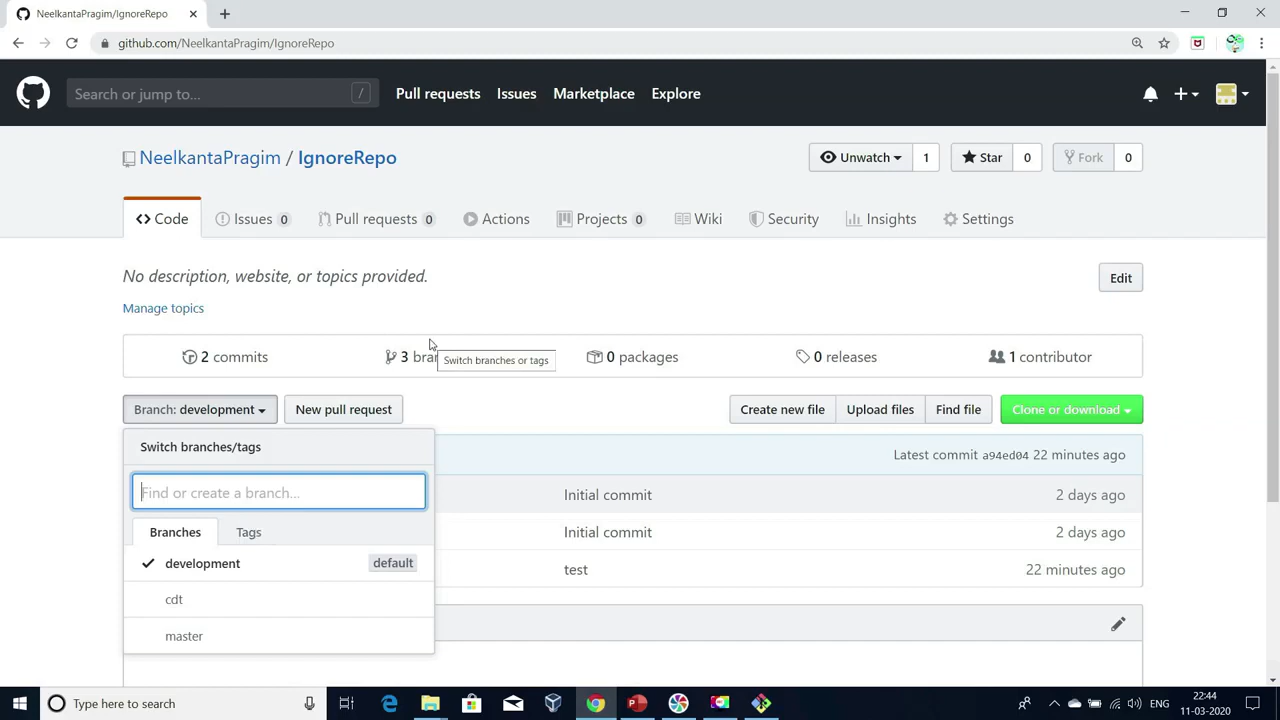 NeelkantaPragim/IgnoreRepo
github.com/NeelkantaPragim/IgnoreRepo
Search or jump to... /
Pull requests Issues Marketplace Explore
NeelkantaPragim / IgnoreRepo
Unwatch 1 Star 0 Fork 0
Code Issues 0 Pull requests 0 Actions Projects 0 Wiki Security Insights Settings
No description, website, or topics provided.
Edit
Manage topics
2 commits 3 bran 0 packages 0 releases 1 contributor
Switch branches or tags
Branch: development New pull request Create new file Upload files Find file Clone or download
Switch branches/tags
Latest commit a94ed04 22 minutes ago
Find or create a branch...
Initial commit 2 days ago
Branches Tags
Initial commit 2 days ago
development default
test 22 minutes ago
cdt
master
Type here to search
ENG
22:44
11-03-2020